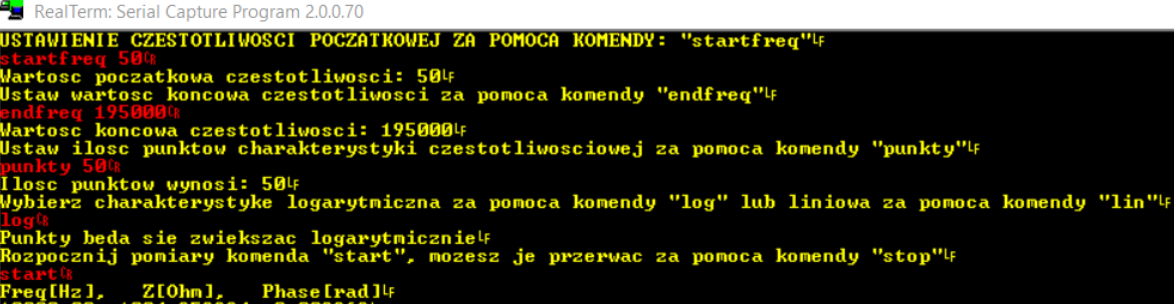 RealTerm: Serial Capture Program 2.0.0.70
USTAWIENIE CZESTOTLIWOSCI POCZATKOWEJ ZA POMOCA KOMENDY: "startfreq"LF
startfreq 50CR
Wartosc poczatkowa czestotliwosci: 50LF
Ustaw wartosc koncowa czestotliwosci za pomoca komendy "endfreq"LF
endfreq 195000CR
Wartosc koncowa czestotliwosci: 195000LF
Ustaw ilosc punktow charakterystyki czestotliwosciowej za pomoca komendy "punkty"LF
punkty 50CR
Ilosc punktow wynosi: 50LF
Wybierz charakterystyke logarytmiczna za pomoca komendy "log" lub liniowa za pomoca komendy "lin"LF
logCR
Punkty beda sie zwiekszac logarytmicznieLF
Rozpocznij pomiary komenda "start", mozesz je przerwac za pomoca komendy "stop"LF
startCR
Freq[Hz], Z[Ohm], Phase[rad]LF